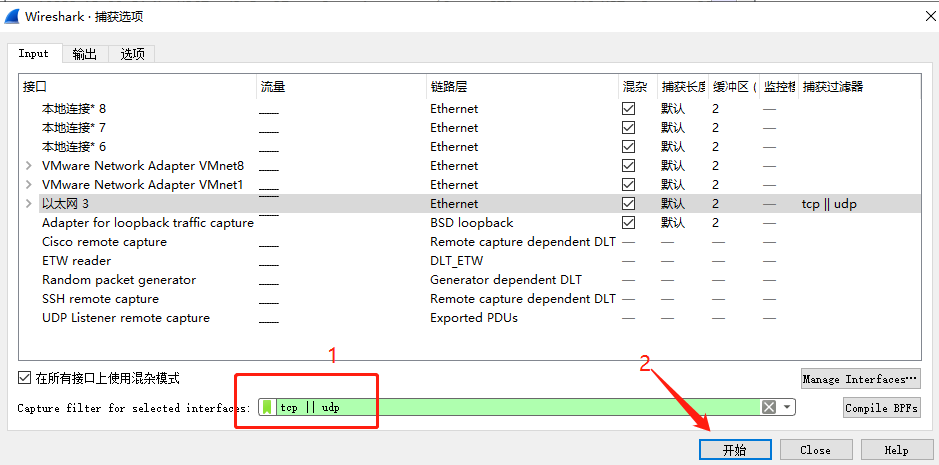 Wireshark · 捕获选项
Input 输出 选项
接口 流量 链路层 混杂 捕获长度 缓冲区 ( 监控模 捕获过滤器
本地连接* 8 Ethernet 默认 2 —
本地连接* 7 Ethernet 默认 2 —
本地连接* 6 Ethernet 默认 2 —
VMware Network Adapter VMnet8 Ethernet 默认 2 —
VMware Network Adapter VMnet1 Ethernet 默认 2 —
以太网 3 Ethernet 默认 2 — tcp || udp
Adapter for loopback traffic capture BSD loopback 默认 2 —
Cisco remote capture Remote capture dependent DLT — — — —
ETW reader DLT_ETW — — — —
Random packet generator Generator dependent DLT — — — —
SSH remote capture Remote capture dependent DLT — — — —
UDP Listener remote capture Exported PDUs — — — —
1
2
在所有接口上使用混杂模式 Manage Interfaces…
Capture filter for selected interfaces: tcp || udp Compile BPFs
开始 Close Help